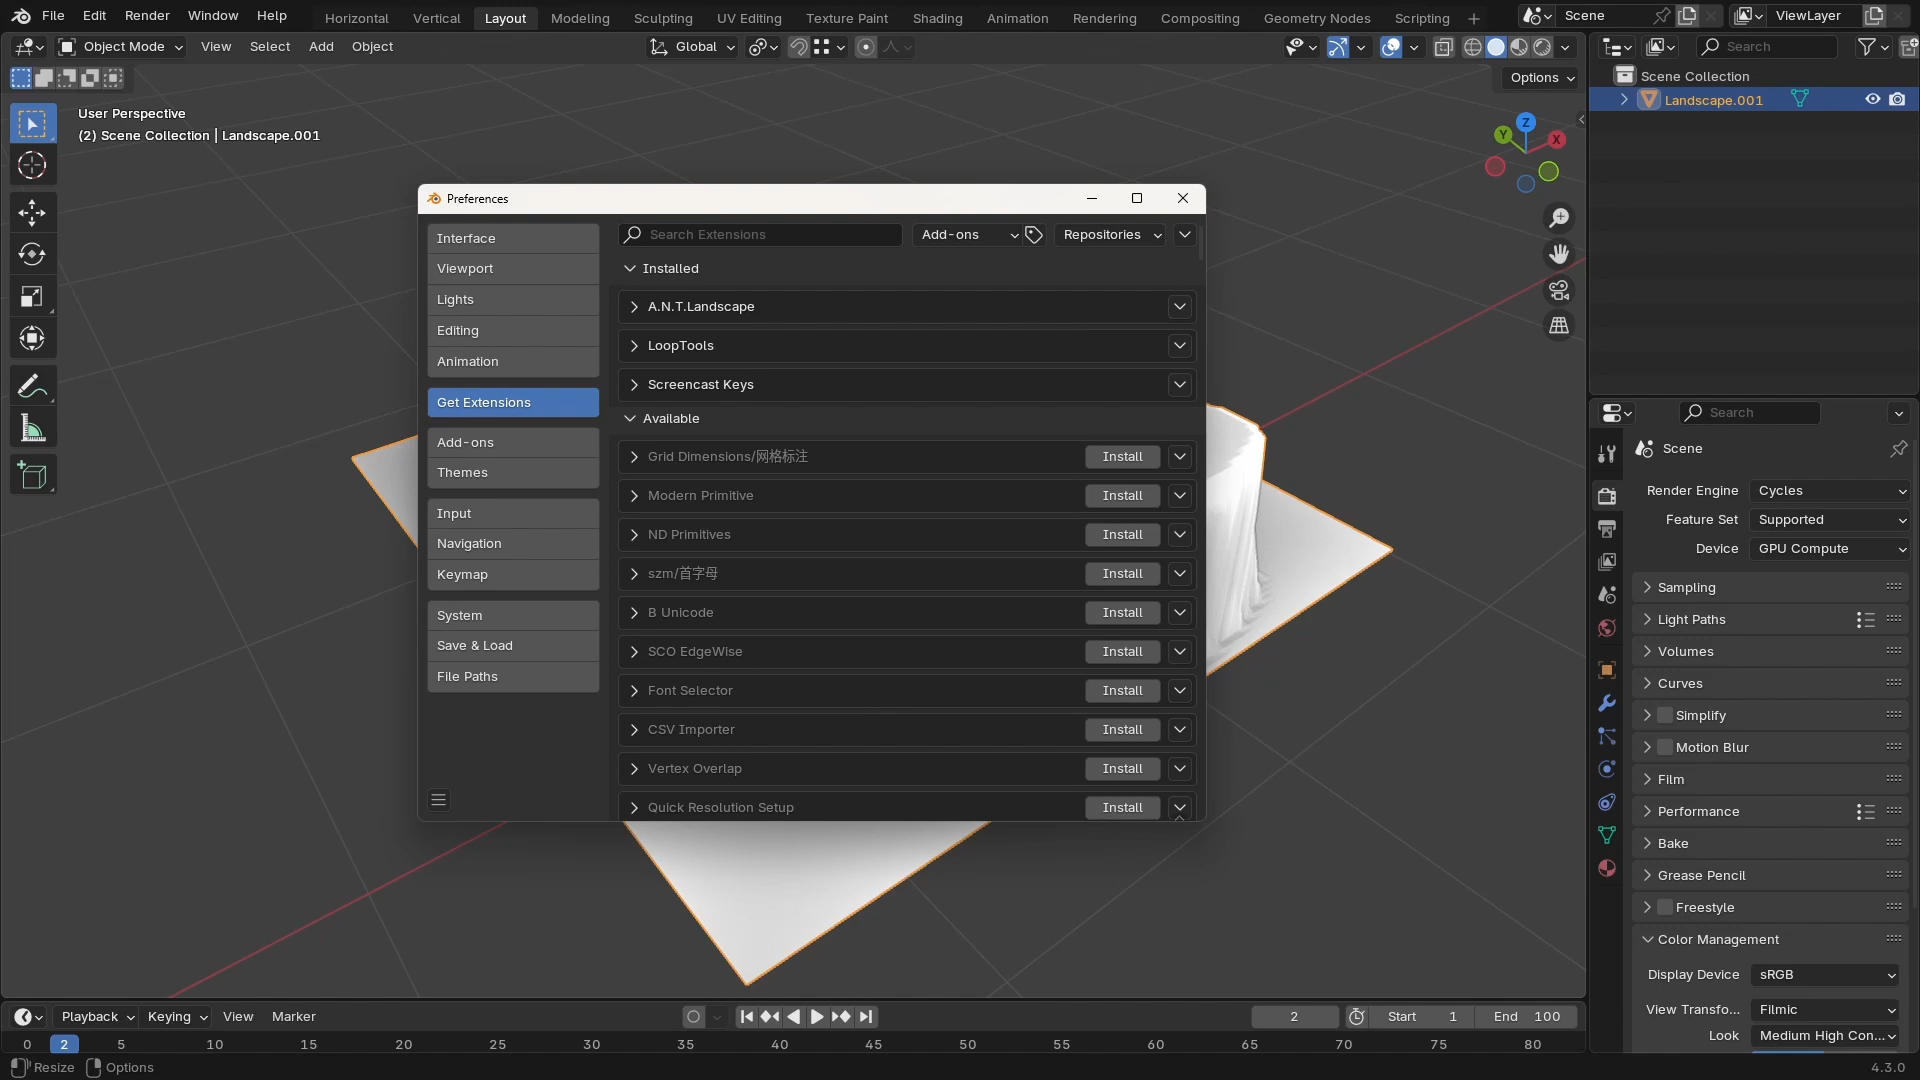 File Edit Render Window Help Horizontal Vertical Layout Modeling Sculpting UV Editing Texture Paint Shading Animation Rendering Compositing Geometry Nodes Scripting + Scene ViewLayer
Object Mode View Select Add Object Global Search
Options
Scene Collection
Landscape.001
User Perspective
(2) Scene Collection | Landscape.001
Z
Y
X
Preferences
Interface
Viewport
Lights
Editing
Animation
Get Extensions
Add-ons
Themes
Input
Navigation
Keymap
System
Save & Load
File Paths
Search Extensions Add-ons Repositories
Installed
A.N.T.Landscape
LoopTools
Screencast Keys
Available
Grid Dimensions/网格标注 Install
Modern Primitive Install
ND Primitives Install
szm/首字母 Install
B Unicode Install
SCO EdgeWise Install
Font Selector Install
CSV Importer Install
Vertex Overlap Install
Quick Resolution Setup Install
Search
Scene
Render Engine Cycles
Feature Set Supported
Device GPU Compute
Sampling
Light Paths
Volumes
Curves
Simplify
Motion Blur
Film
Performance
Bake
Grease Pencil
Freestyle
Color Management
Display Device sRGB
View Transfo... Filmic
Look Medium High Con...
Playback Keying View Marker 2 Start 1 End 100
0 2 5 10 15 20 25 30 35 40 45 50 55 60 65 70 75 80
Resize Options 4.3.0